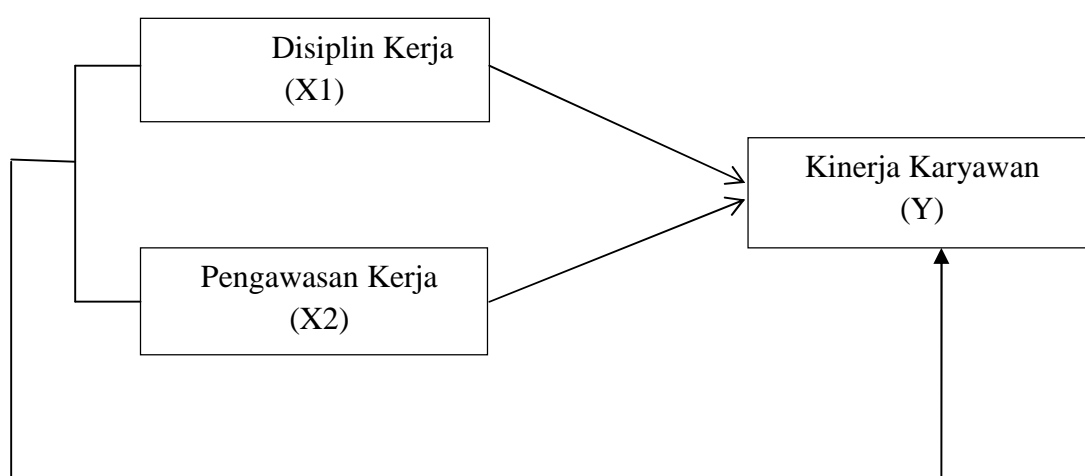 Disiplin Kerja
(X1)
Kinerja Karyawan
(Y)
Pengawasan Kerja
(X2)